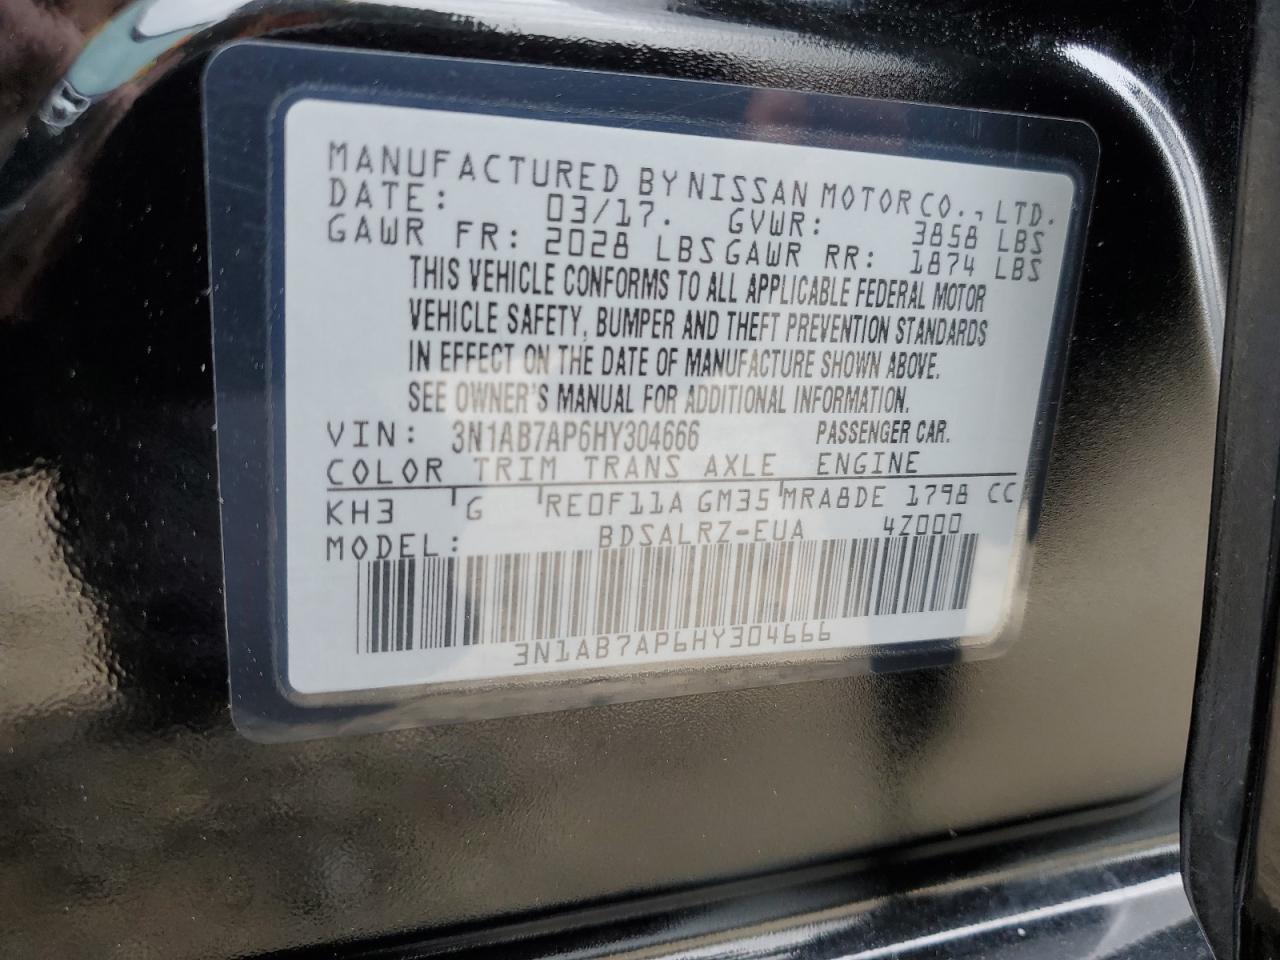 MANUFACTURED BY NISSAN MOTOR CO., LTD.
DATE: 03/17. GVWR: 3858 LBS
GAWR FR: 2028 LBS GAWR RR: 1874 LBS
THIS VEHICLE CONFORMS TO ALL APPLICABLE FEDERAL MOTOR
VEHICLE SAFETY, BUMPER AND THEFT PREVENTION STANDARDS
IN EFFECT ON THE DATE OF MANUFACTURE SHOWN ABOVE.
SEE OWNER'S MANUAL FOR ADDITIONAL INFORMATION.
VIN: 3N1AB7AP6HY304666 PASSENGER CAR.
COLOR TRIM TRANS AXLE ENGINE
KH3 G RE0F11A GM35 MRA8DE 1798 CC
MODEL: BDSALRZ-EUA 4Z000
3N1AB7AP6HY304666